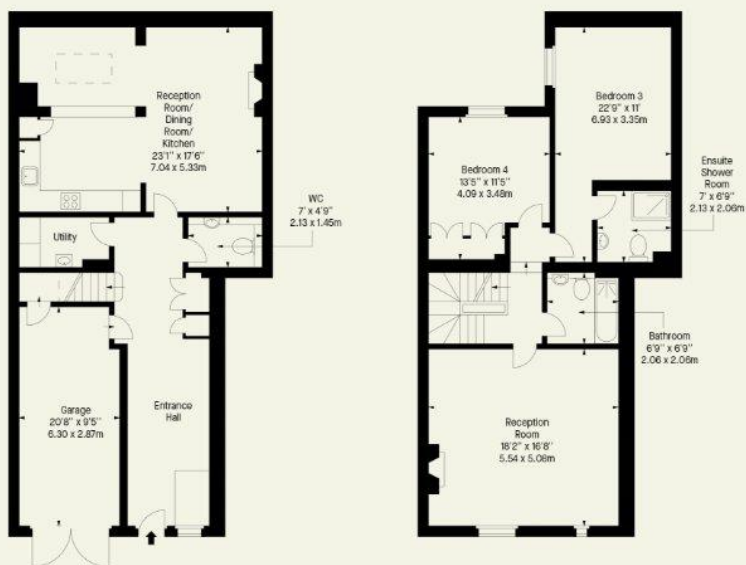 Reception
Room/
Dining
Room/
Kitchen
23'1" x 17'6"
7.04 x 5.33m
WC
7' x 4'9"
2.13 x 1.45m
Utility
Garage
20'8" x 9'5"
6.30 x 2.87m
Entrance
Hall
Bedroom 3
22'9" x 11'
6.93 x 3.35m
Bedroom 4
13'5" x 11'5"
4.09 x 3.48m
Ensuite
Shower
Room
7' x 6'9"
2.13 x 2.06m
Bathroom
6'9" x 6'9"
2.06 x 2.06m
Reception
Room
18'2" x 16'8"
5.54 x 5.08m